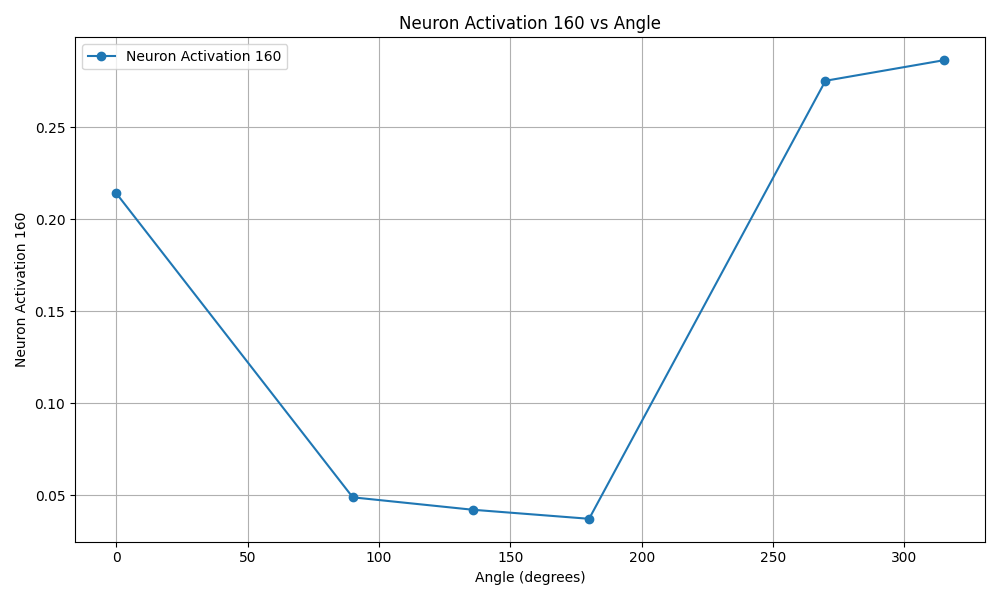 Neuron Activation 160 vs Angle
Neuron Activation 160
0.25
0.20
0.15
0.10
0.05
Neuron Activation 160
0 50 100 150 200 250 300
Angle (degrees)